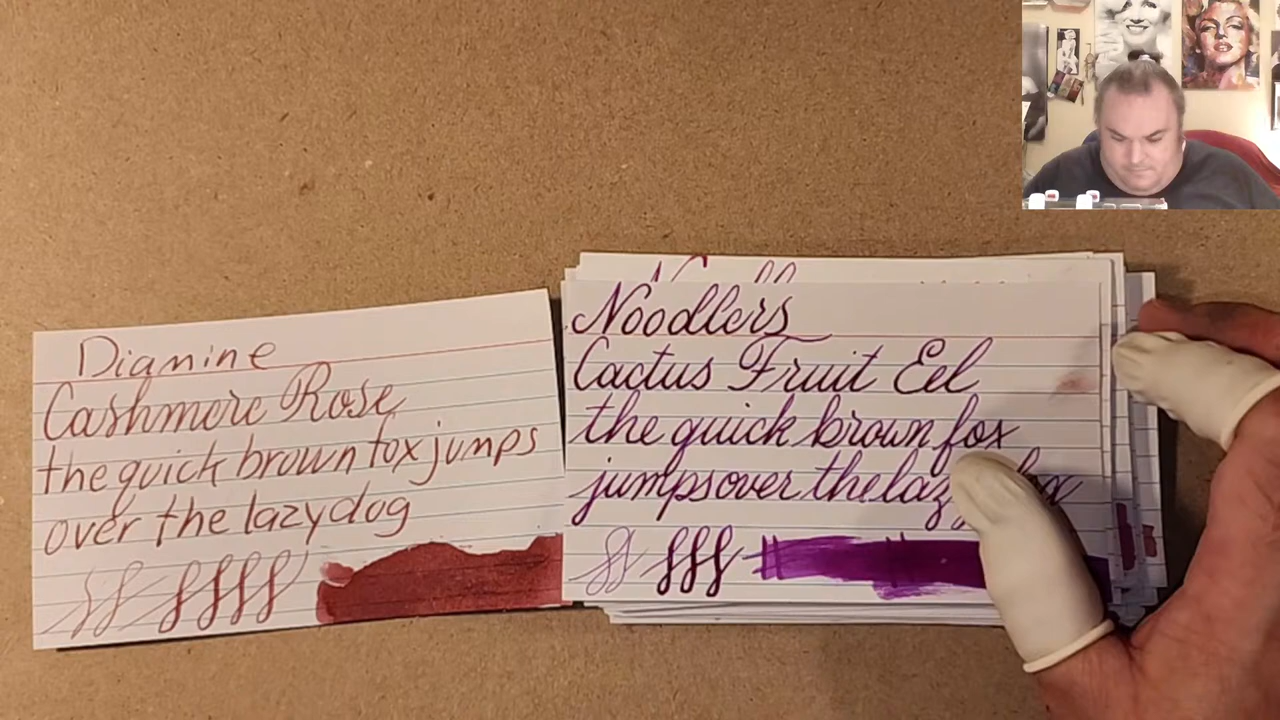 Diamine
Cashmere Rose
the quick brown fox jumps
over the lazy dog
Noodlers
Cactus Fruit Eel
the quick brown fox
jumps over the lazy